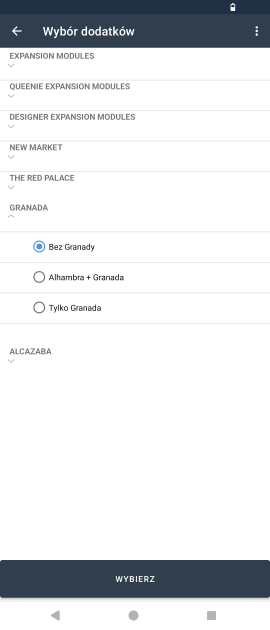 Wybór dodatków
EXPANSION MODULES
QUEENIE EXPANSION MODULES
DESIGNER EXPANSION MODULES
NEW MARKET
THE RED PALACE
GRANADA
Bez Granady
Alhambra + Granada
Tylko Granada
ALCAZABA
WYBIERZ